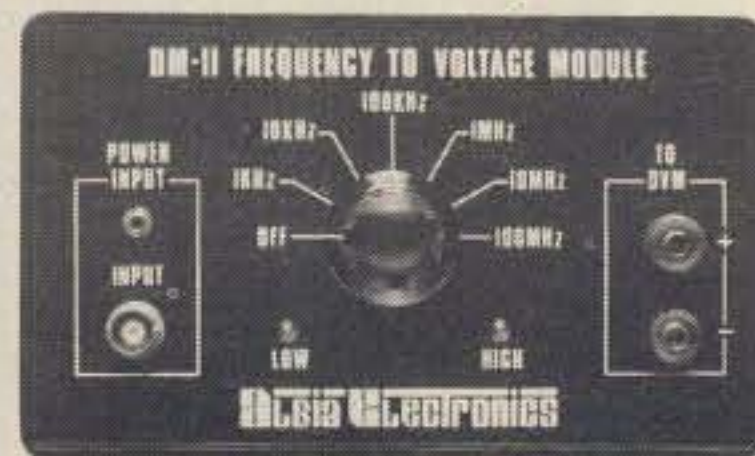 DM-11 FREQUENCY TO VOLTAGE MODULE
100KHz
10KHz
1MHz
POWER
INPUT
TO
DVM
1KHz
10MHz
OFF
100MHz
+
INPUT
LOW
HIGH
−
Albia Electronics